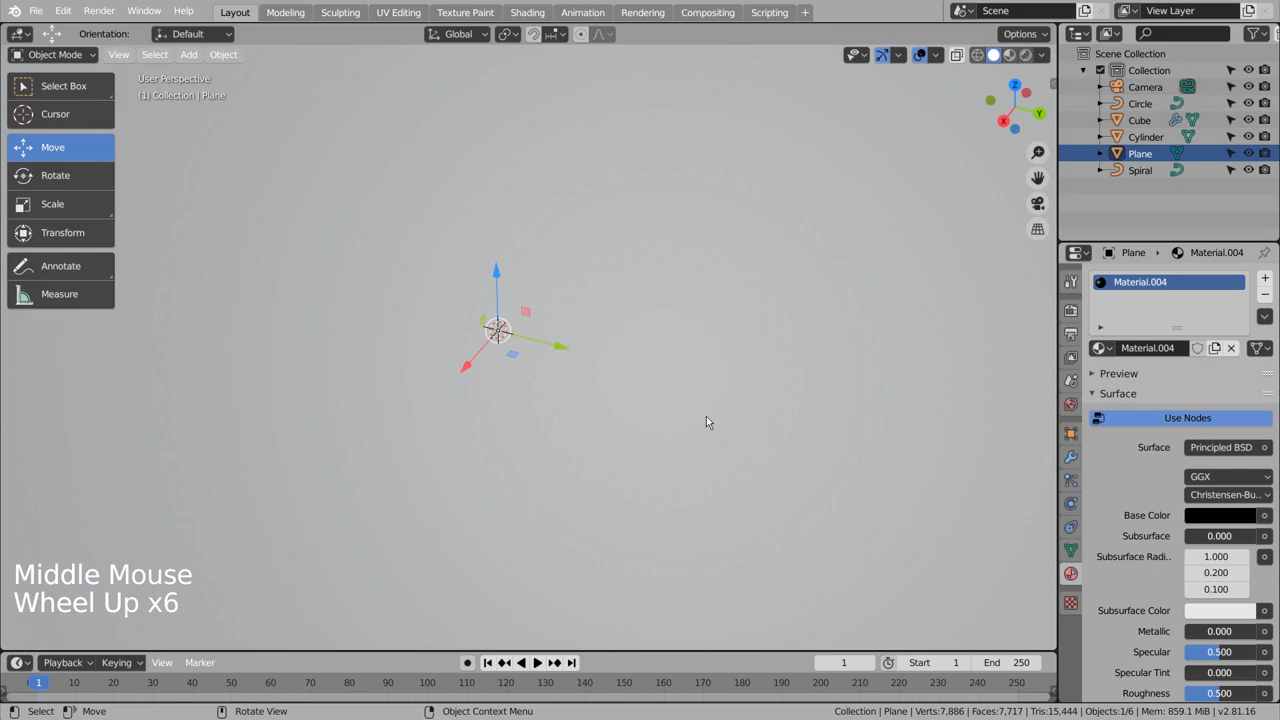 File Edit Render Window Help Layout Modeling Sculpting UV Editing Texture Paint Shading Animation Rendering Compositing Scripting + Scene View Layer
Orientation: Default Global Options
Object Mode View Select Add Object
User Perspective
(1) Collection | Plane
Select Box
Cursor
Move
Rotate
Scale
Transform
Annotate
Measure
Z
Y
X
Scene Collection
Collection
Camera
Circle
Cube
Cylinder
Plane
Spiral
Plane Material.004
Material.004
Material.004
Preview
Surface
Use Nodes
Surface Principled BSD
GGX
Christensen-Bu..
Base Color
Subsurface 0.000
Subsurface Radi.. 1.000
0.200
0.100
Subsurface Color
Metallic 0.000
Specular 0.500
Specular Tint 0.000
Roughness 0.500
Middle Mouse
Wheel Up x6
Playback Keying View Marker 1 Start 1 End 250
1 10 20 30 40 50 60 70 80 90 100 110 120 130 140 150 160 170 180 190 200 210 220 230 240 250
Select Move Rotate View Object Context Menu Collection | Plane | Verts:7,886 | Faces:7,717 | Tris:15,444 | Objects:1/6 | Mem: 859.1 MiB | v2.81.16